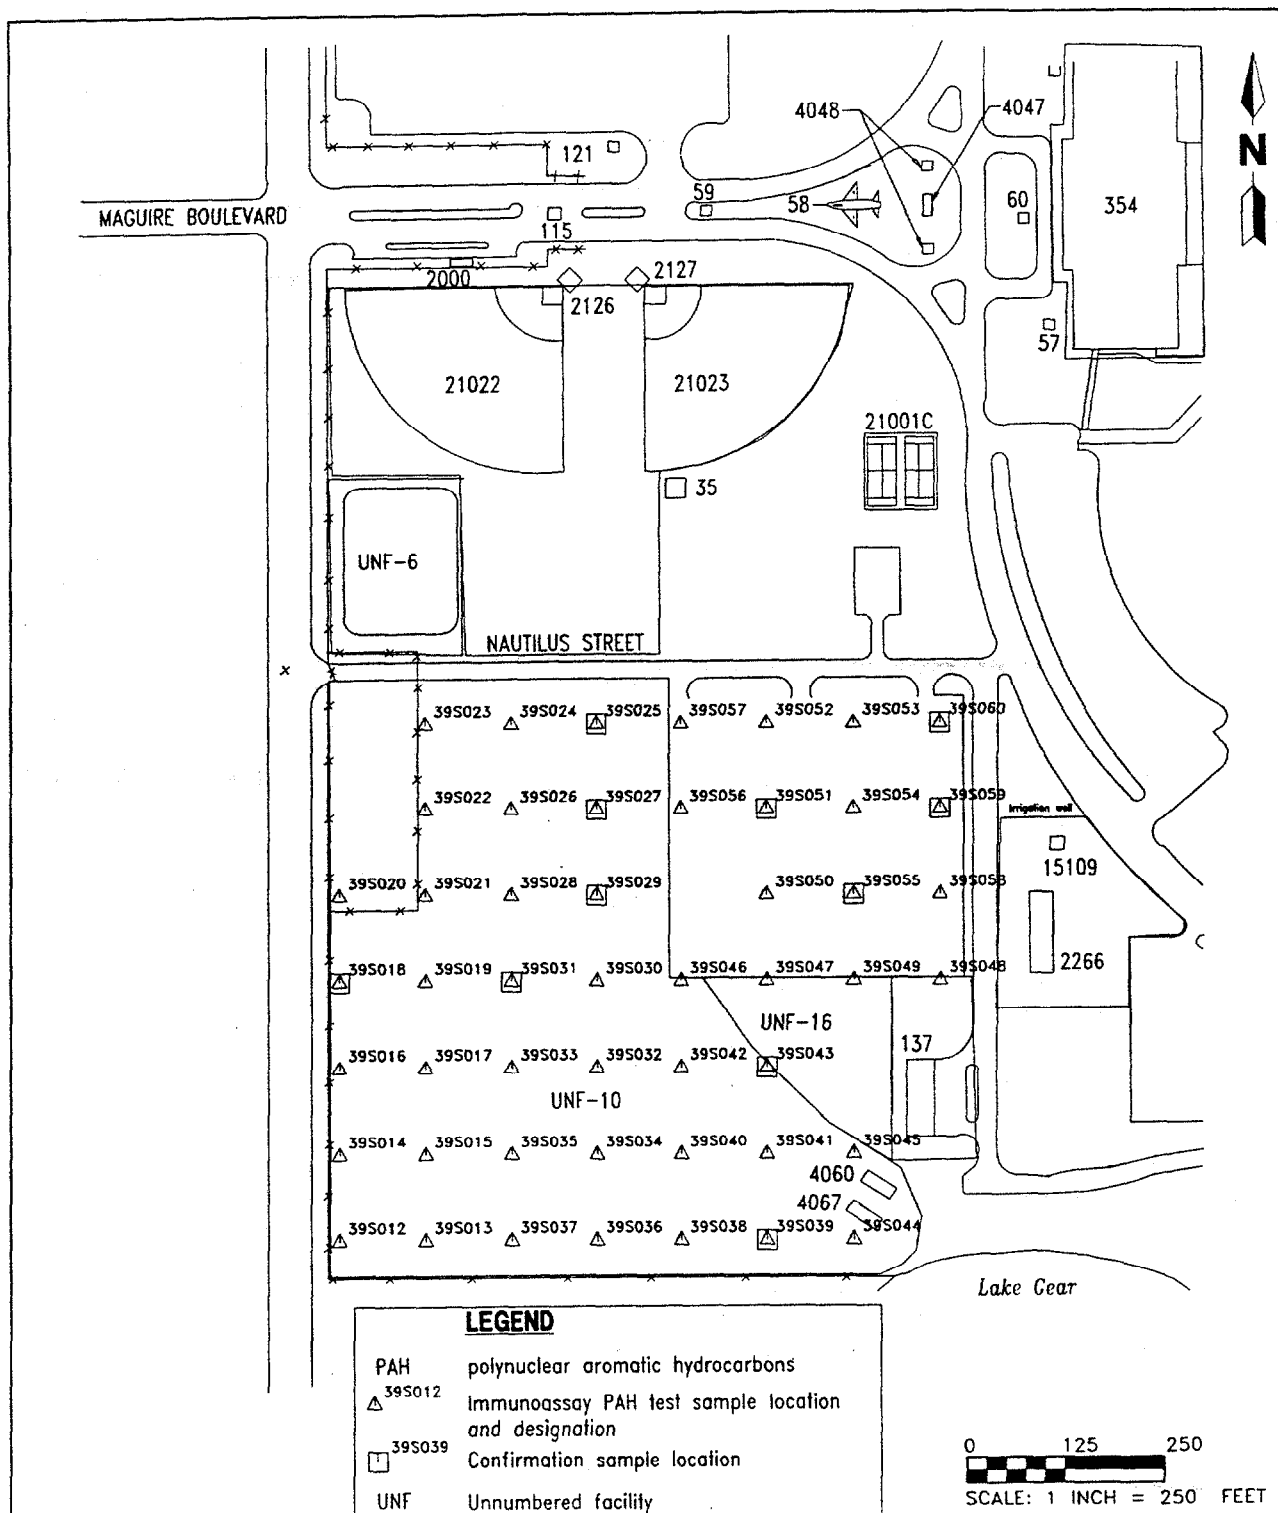 4048
4047
N
121
59
58
60
354
MAGUIRE BOULEVARD
115
2000
2127
2126
57
21022
21023
21001C
35
UNF-6
NAUTILUS STREET
39S023 39S024 39S025 39S057 39S052 39S053 39S060
39S022 39S026 39S027 39S056 39S051 39S054 39S059
Irrigation well
15109
39S020 39S021 39S028 39S029 39S050 39S055 39S058
39S018 39S019 39S031 39S030 39S046 39S047 39S049 39S048
2266
UNF-16
137
39S016 39S017 39S033 39S032 39S042 39S043
UNF-10
39S014 39S015 39S035 39S034 39S040 39S041 39S045
4060
4067
39S012 39S013 39S037 39S036 39S038 39S039 39S044
Lake Gear
LEGEND
PAH polynuclear aromatic hydrocarbons
39S012 Immunoassay PAH test sample location
and designation
39S039 Confirmation sample location
UNF Unnumbered facility
0 125 250
SCALE: 1 INCH = 250 FEET